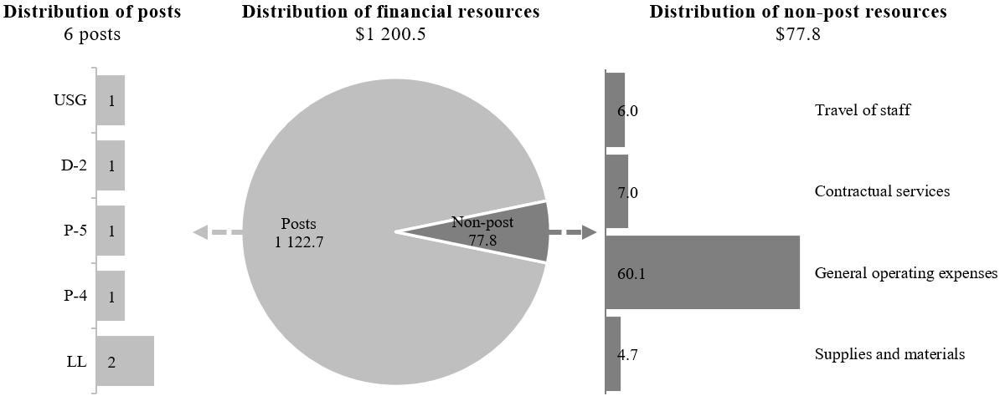 Distribution of posts
6 posts
USG
1
D-2
1
P-5
1
P-4
1
LL
2
Distribution of financial resources
$1 200.5
Posts
1 122.7
Non-post
77.8
Distribution of non-post resources
$77.8
6.0
Travel of staff
7.0
Contractual services
60.1
General operating expenses
4.7
Supplies and materials